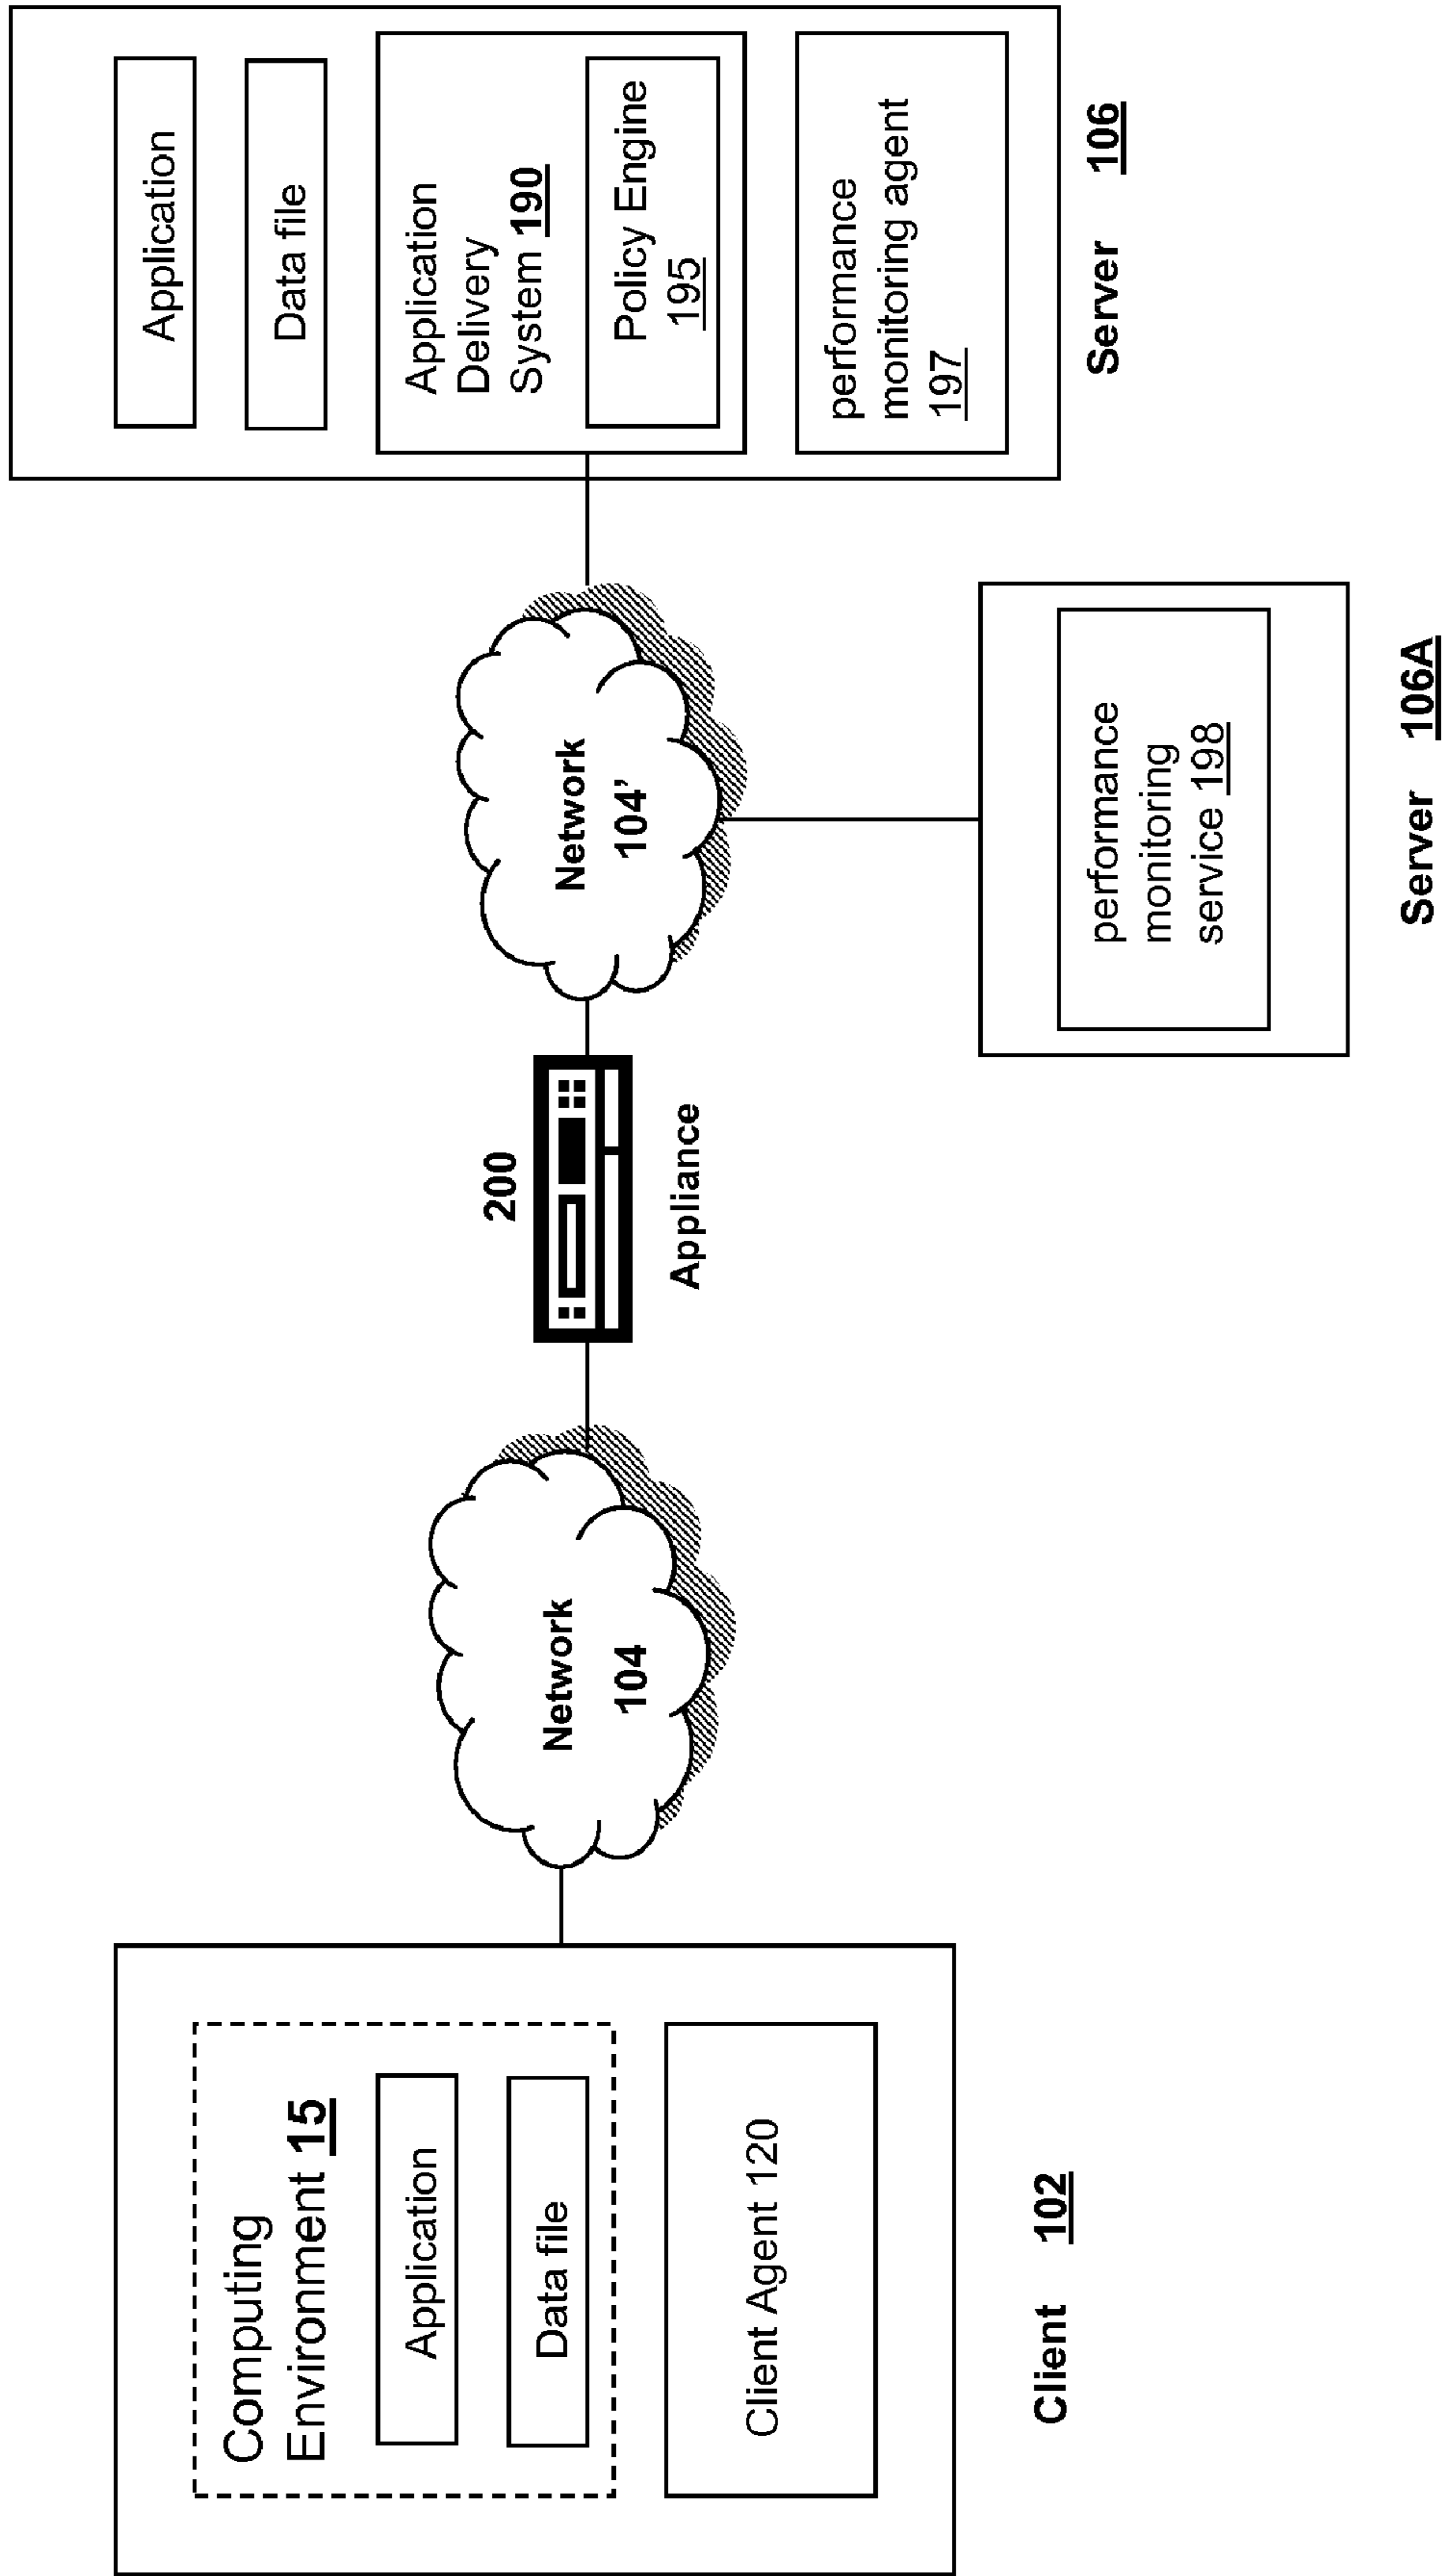 Computing
Environment 15
Application
Data file
Client Agent 120
Client 102
Network
104
200
Appliance
Network
104’
performance
monitoring
service 198
Server 106A
Application
Data file
Application
Delivery
System 190
Policy Engine
195
performance
monitoring agent
197
Server 106